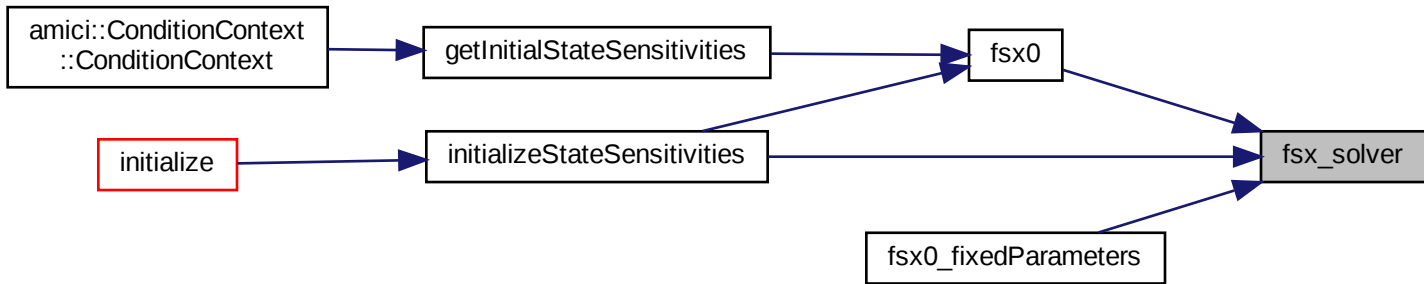 amici::ConditionContext
::ConditionContext
getInitialStateSensitivities
fsx0
initialize
initializeStateSensitivities
fsx_solver
fsx0_fixedParameters